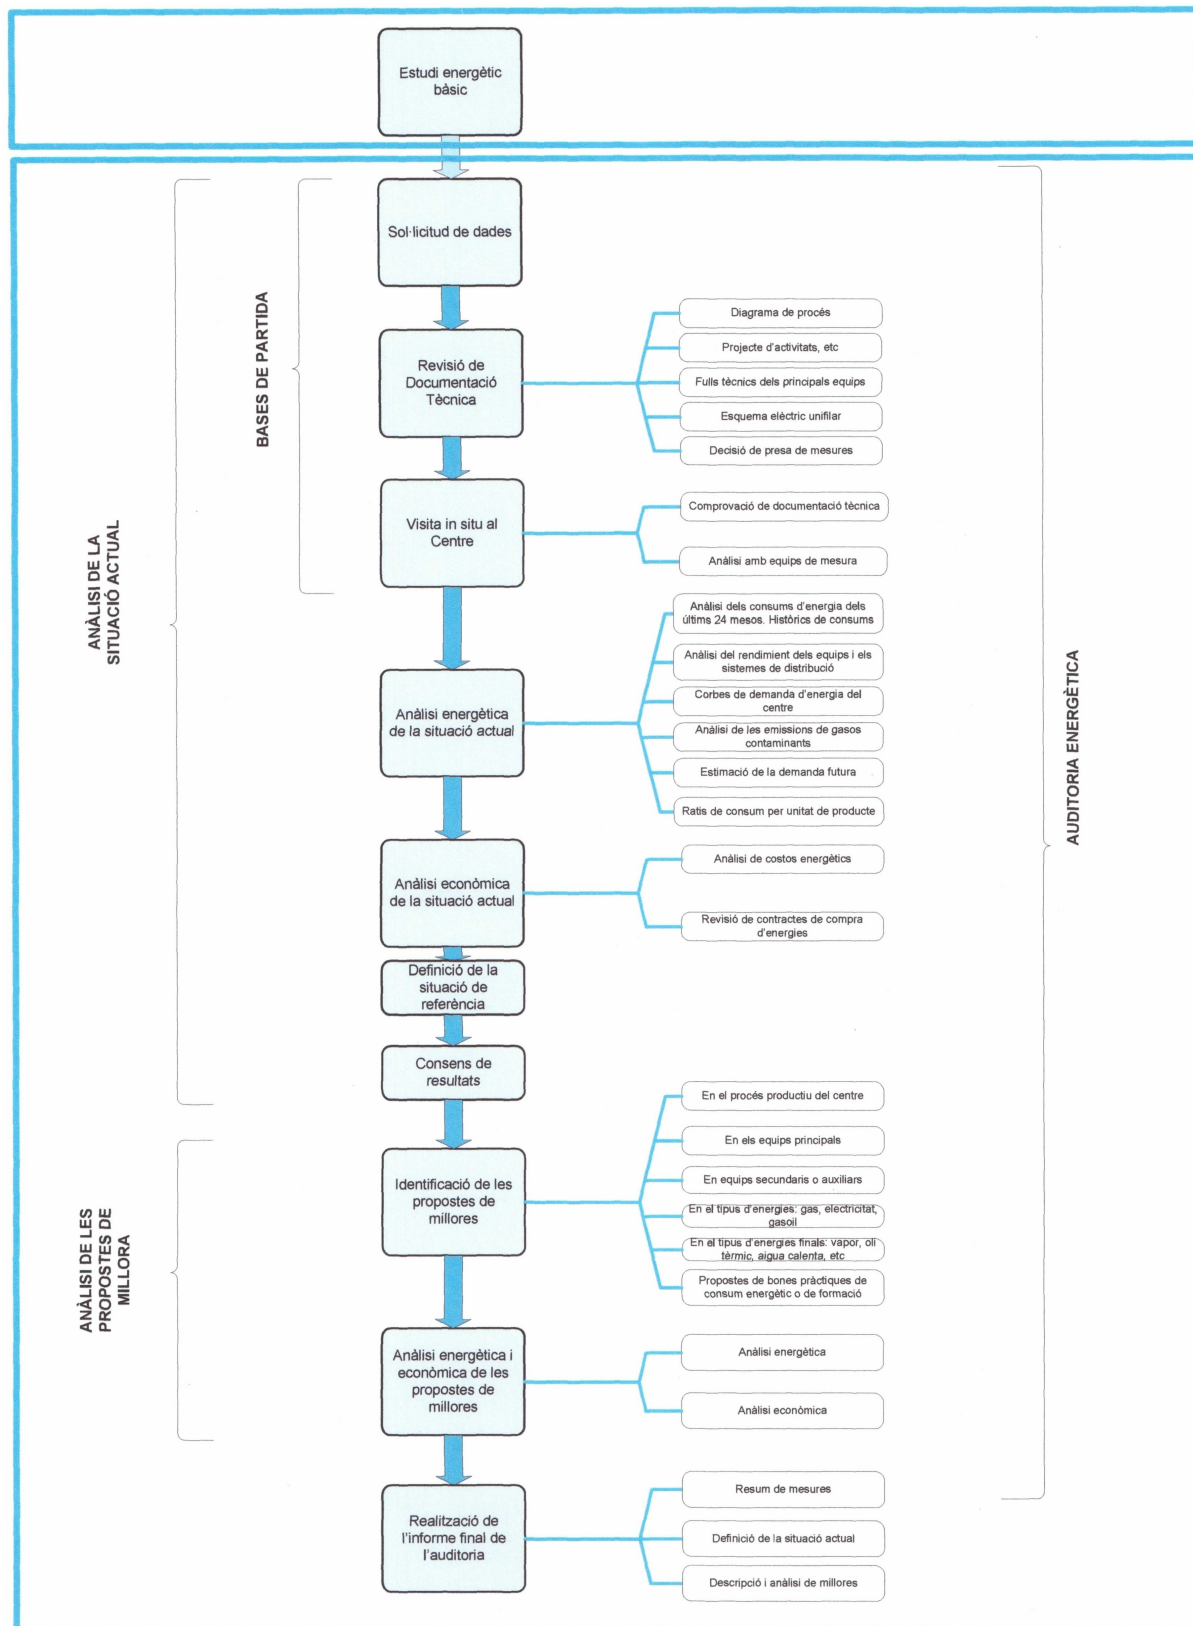 Estudi energètic
bàsic
Sol·licitud de dades
BASES DE PARTIDA
Revisió de
Documentació
Tècnica
Diagrama de procés
Projecte d'activitats, etc
Fulls tècnics dels principals equips
Esquema elèctric unifilar
Decisió de presa de mesures
Visita in situ al
Centre
Comprovació de documentació tècnica
Anàlisi amb equips de mesura
ANÀLISI DE LA
SITUACIÓ ACTUAL
Anàlisi energètica
de la situació actual
Anàlisi dels consums d'energia dels
últims 24 mesos. Històrics de consums
Anàlisi del rendiment dels equips i els
sistemes de distribució
Corbes de demanda d'energia del
centre
Anàlisi de les emissions de gasos
contaminants
Estimació de la demanda futura
Ratis de consum per unitat de producte
AUDITORIA ENERGÈTICA
Anàlisi econòmica
de la situació actual
Anàlisi de costos energètics
Revisió de contractes de compra
d'energies
Definició de la
situació de
referència
Consens de
resultats
ANÀLISI DE LES
PROPOSTES DE
MILLORA
Identificació de les
propostes de
millores
En el procés productiu del centre
En els equips principals
En equips secundaris o auxiliars
En el tipus d'energies: gas, electricitat,
gasoil
En el tipus d'energies finals: vapor, oli
tèrmic, aigua calenta, etc
Propostes de bones pràctiques de
consum energètic o de formació
Anàlisi energètica i
econòmica de les
propostes de
millores
Anàlisi energètica
Anàlisi econòmica
Realització de
l'informe final de
l'auditoria
Resum de mesures
Definició de la situació actual
Descripció i anàlisi de millores